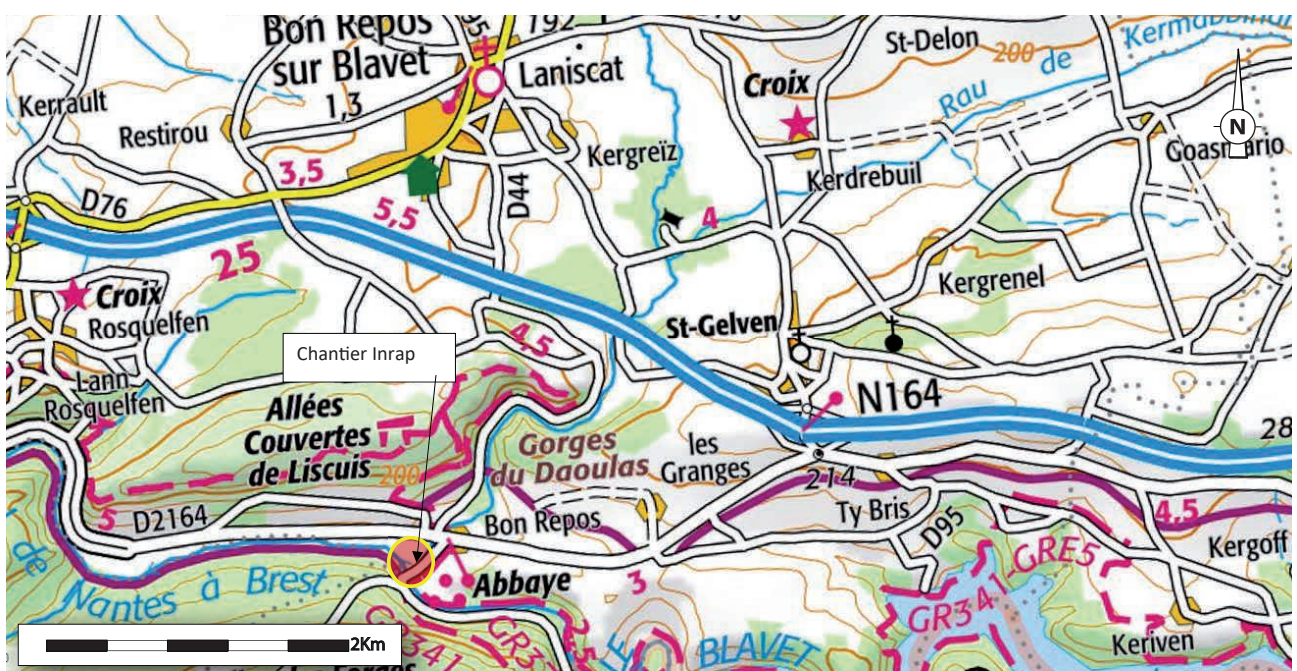 Bon Repos
sur Blavet
1,3
792
Laniscat
Croix
St-Delon
200
Rau de
N
Kerrault
Restirou
3,5
D76
25
5,5
D44
Kergreïz
4
Kerdrebuil
Kergrenel
Croix
Rosquelfen
Lann
Rosquelfen
Chantier Inrap
4,5
St-Gelven
N164
28
Allées
Couvertes
de Liscuis
200
Gorges
du Daoulas
les
Granges
214
Ty Bris
D95
4,5
Kergoff
5
D2164
Bon Repos
Abbaye
3
de Nantes à Brest
GR341
GR34
GR341-GRE5
BLAVET
Keriven
2Km